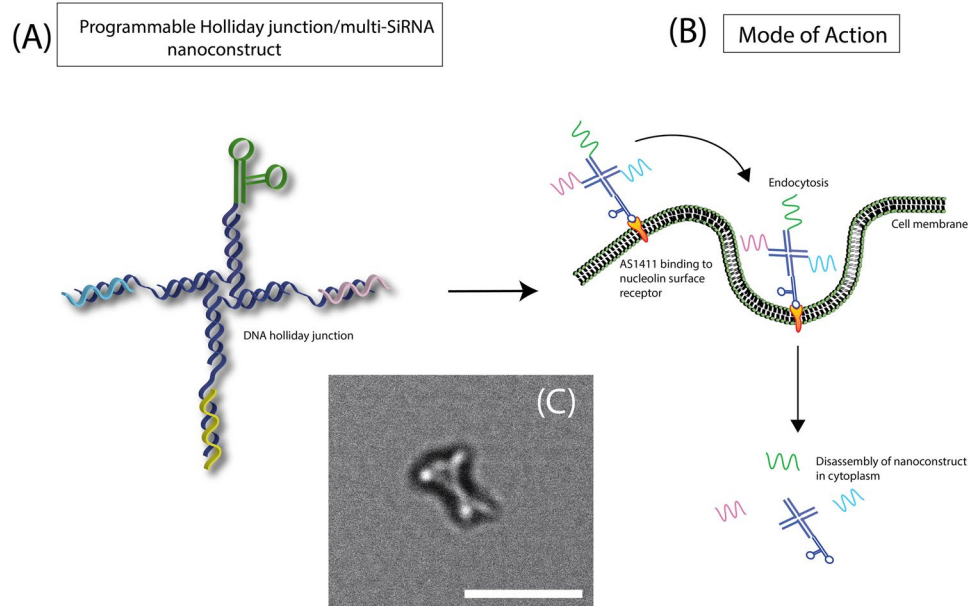 (A)
Programmable Holliday junction/multi-SiRNA
nanoconstruct
DNA holliday junction
(B)
Mode of Action
Endocytosis
Cell membrane
AS1411 binding to
nucleolin surface
receptor
Disassembly of nanoconstruct
in cytoplasm
(C)